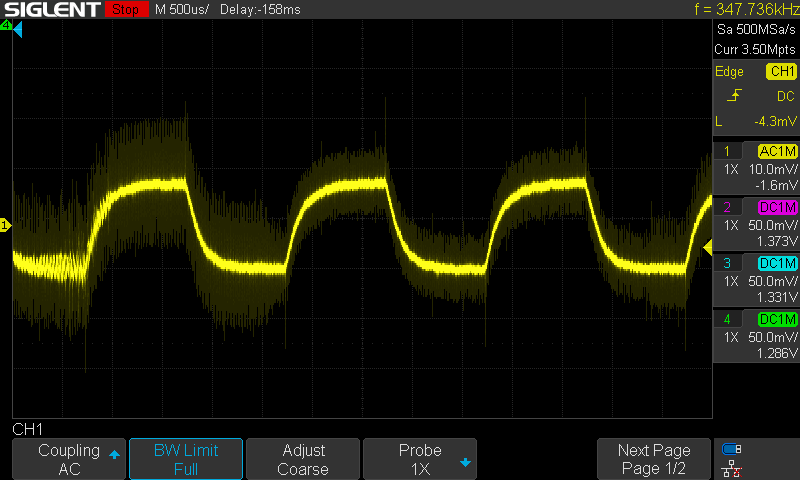 SIGLENT Stop M 500us/ Delay:-158ms f = 347.736kHz
Sa 500MSa/s
Curr 3.50Mpts
Edge CH1
DC
L -4.3mV
1 AC1M
1X 10.0mV/
-1.6mV
2 DC1M
1X 50.0mV/
1.373V
3 DC1M
1X 50.0mV/
1.331V
4 DC1M
1X 50.0mV/
1.286V
4
1
CH1
Coupling
AC
BW Limit
Full
Adjust
Coarse
Probe
1X
Next Page
Page 1/2